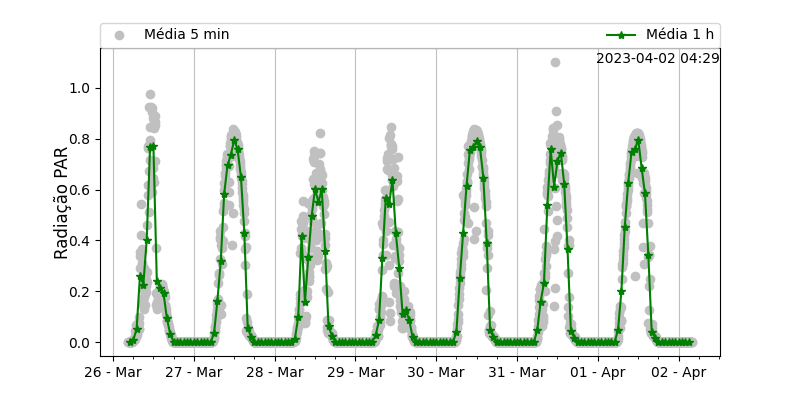 Média 5 min
Média 1 h
2023-04-02 04:29
Radiação PAR
1.0
0.8
0.6
0.4
0.2
0.0
26 - Mar
27 - Mar
28 - Mar
29 - Mar
30 - Mar
31 - Mar
01 - Apr
02 - Apr